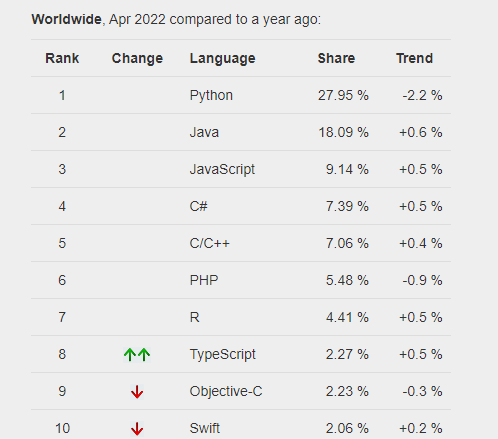 Worldwide, Apr 2022 compared to a year ago:
Rank Change Language Share Trend
1 Python 27.95 % -2.2 %
2 Java 18.09 % +0.6 %
3 JavaScript 9.14 % +0.5 %
4 C# 7.39 % +0.5 %
5 C/C++ 7.06 % +0.4 %
6 PHP 5.48 % -0.9 %
7 R 4.41 % +0.5 %
8 TypeScript 2.27 % +0.5 %
9 Objective-C 2.23 % -0.3 %
10 Swift 2.06 % +0.2 %